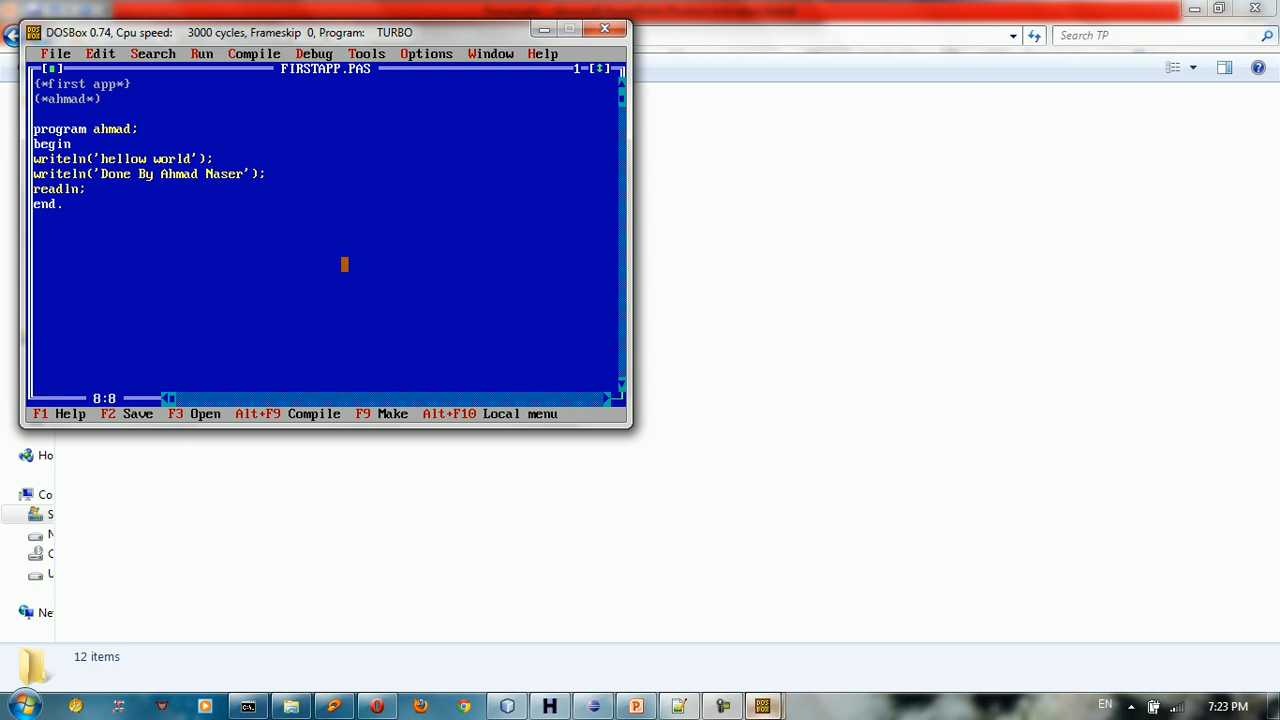 DOSBox 0.74, Cpu speed: 3000 cycles, Frameskip 0, Program: TURBO
File Edit Search Run Compile Debug Tools Options Window Help
FIRSTAPP.PAS 1
{*first app*}
(*ahmad*)
program ahmad;
begin
writeln('hellow world');
writeln('Done By Ahmad Naser');
readln;
end.
8:8
F1 Help F2 Save F3 Open Alt+F9 Compile F9 Make Alt+F10 Local menu
Search TP
Ho
Co
S
N
Ne
12 items
EN
7:23 PM